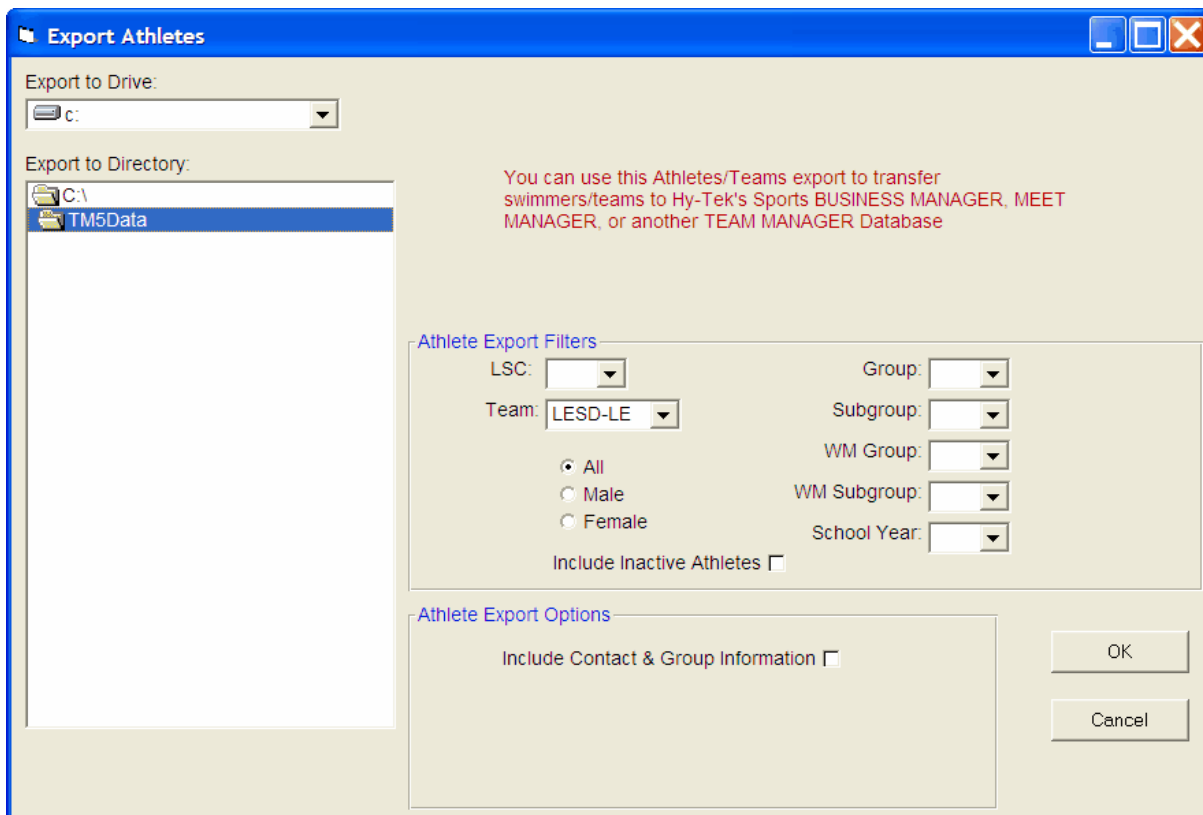 Export Athletes
Export to Drive:
c:
Export to Directory:
C:\
TM5Data
You can use this Athletes/Teams export to transfer
swimmers/teams to Hy-Tek's Sports BUSINESS MANAGER, MEET
MANAGER, or another TEAM MANAGER Database
Athlete Export Filters
LSC:
Team: LESD-LE
All
Male
Female
Include Inactive Athletes
Group:
Subgroup:
WM Group:
WM Subgroup:
School Year:
Athlete Export Options
Include Contact & Group Information
OK
Cancel